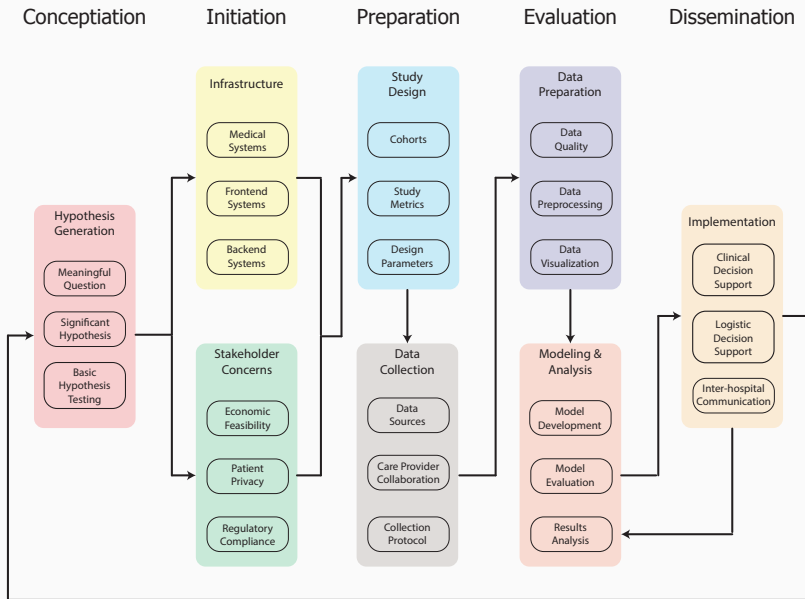 Conceptiation
Initiation
Preparation
Evaluation
Dissemination
Hypothesis
Generation
Meaningful
Question
Significant
Hypothesis
Basic
Hypothesis
Testing
Infrastructure
Medical
Systems
Frontend
Systems
Backend
Systems
Stakeholder
Concerns
Economic
Feasibility
Patient
Privacy
Regulatory
Compliance
Study
Design
Cohorts
Study
Metrics
Design
Parameters
Data
Collection
Data
Sources
Care Provider
Collaboration
Collection
Protocol
Data
Preparation
Data
Quality
Data
Preprocessing
Data
Visualization
Modeling &
Analysis
Model
Development
Model
Evaluation
Results
Analysis
Implementation
Clinical
Decision
Support
Logistic
Decision
Support
Inter-hospital
Communication